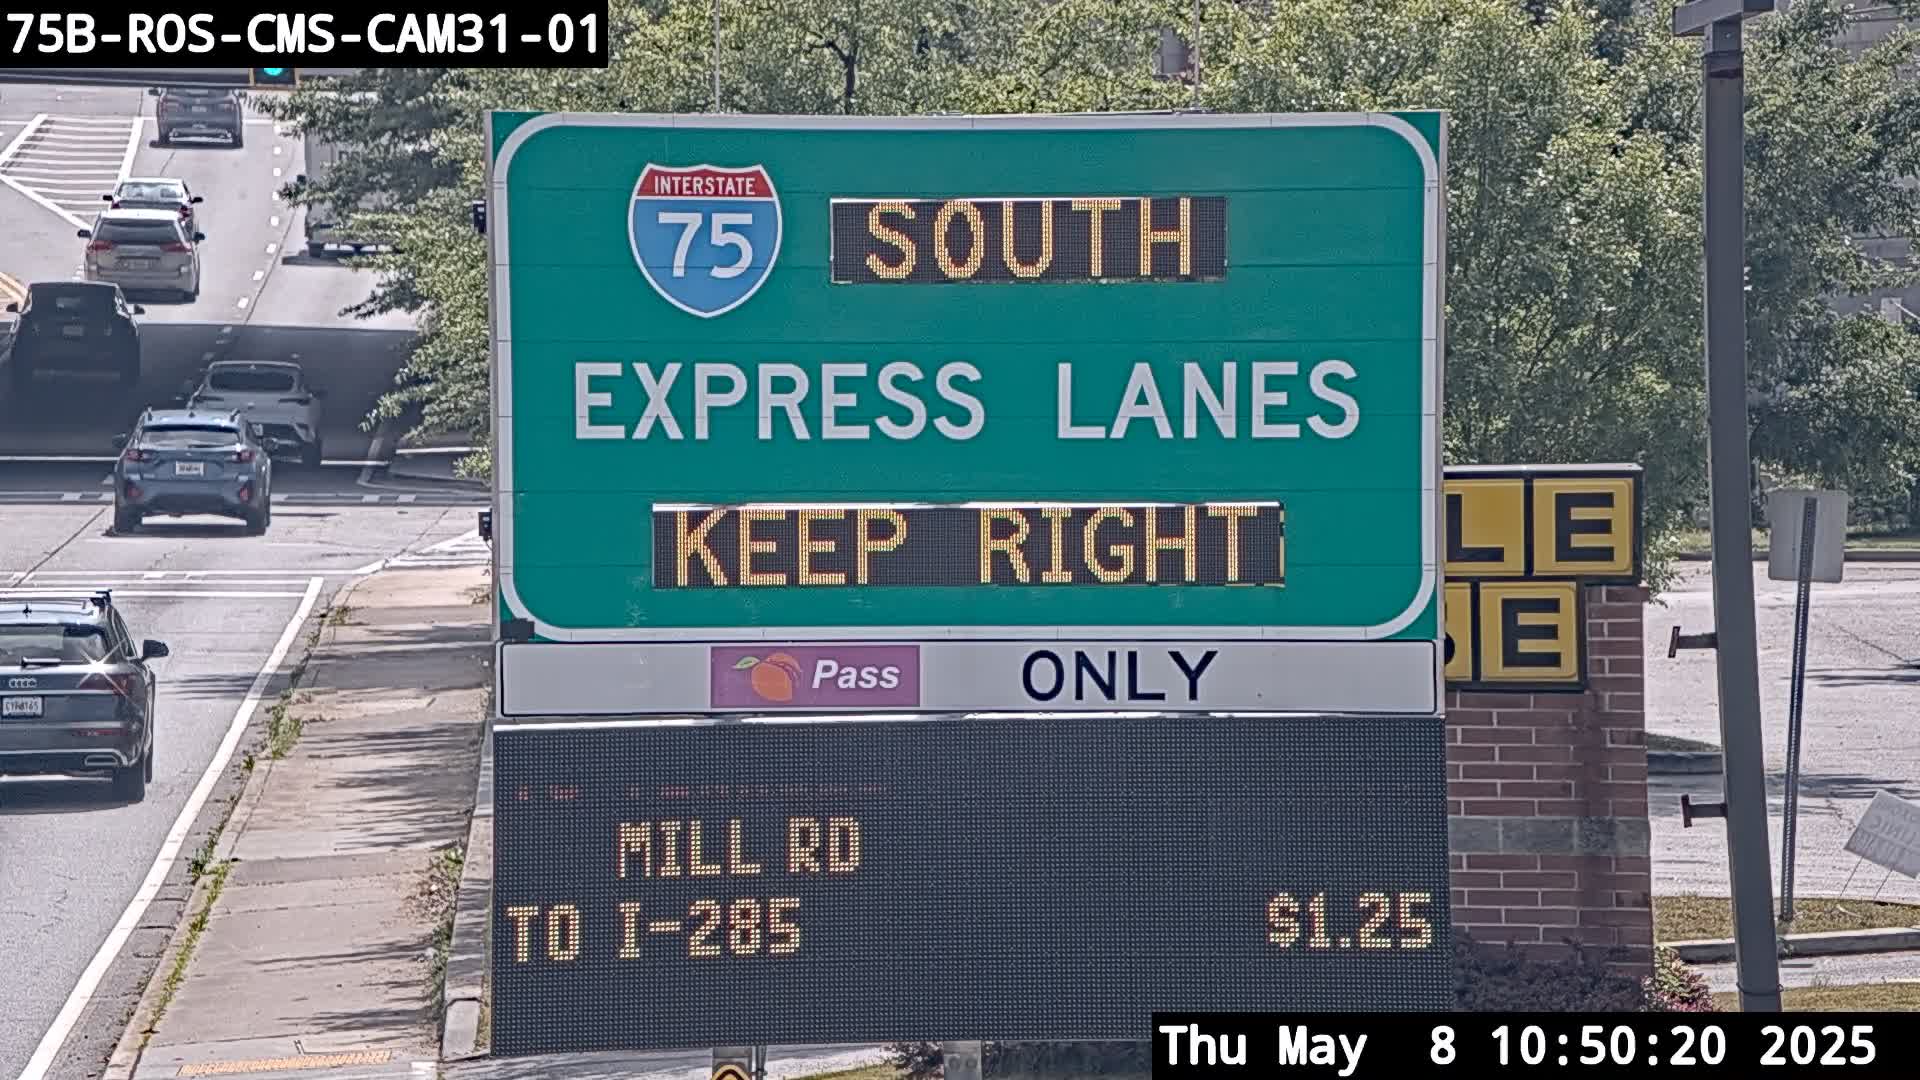 75B-ROS-CMS-CAM31-01
INTERSTATE
75
SOUTH
EXPRESS LANES
KEEP RIGHT
LE
E
Pass ONLY
MILL RD
TO I-285 $1.25
Thu May 8 10:50:20 2025